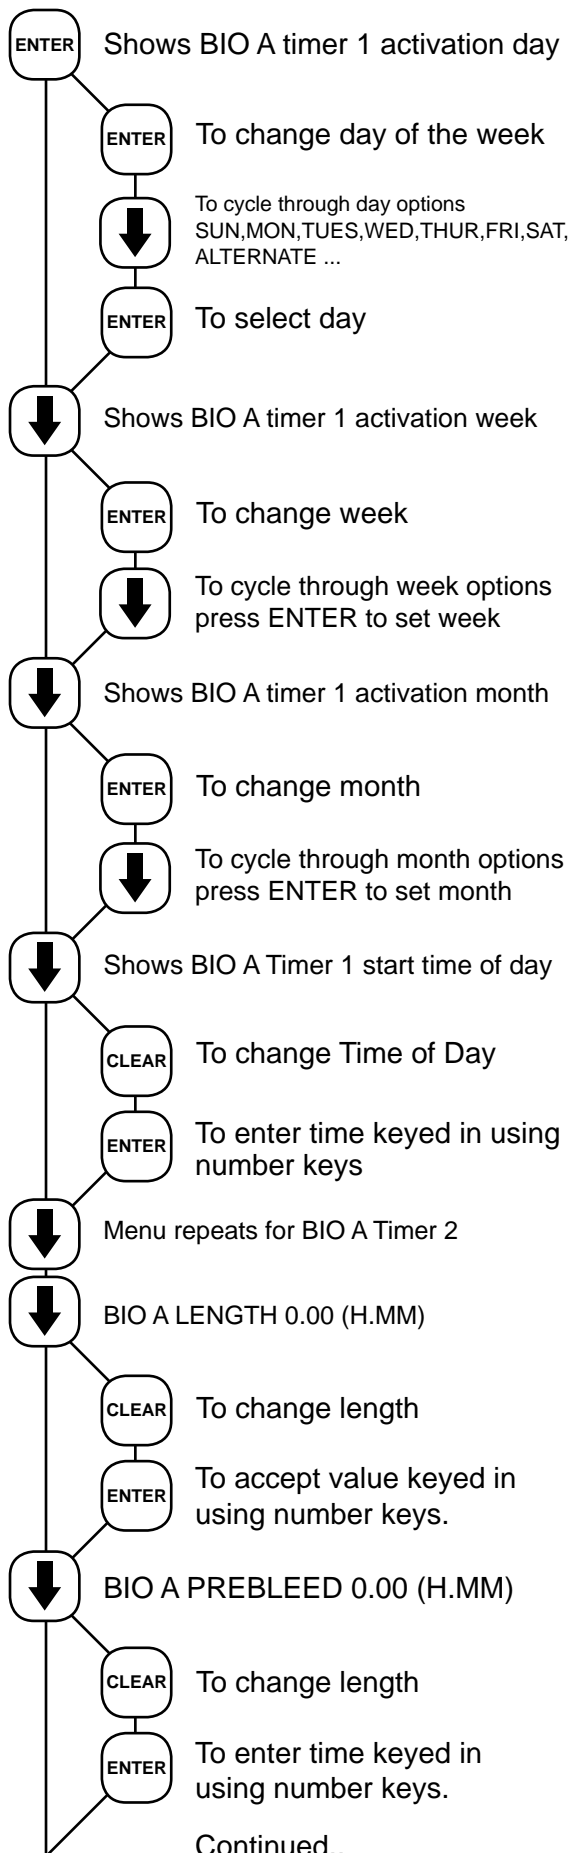 ENTER
Shows BIO A timer 1 activation day
ENTER
To change day of the week
To cycle through day options
SUN,MON,TUES,WED,THUR,FRI,SAT,
ALTERNATE ...
ENTER
To select day
Shows BIO A timer 1 activation week
ENTER
To change week
To cycle through week options
press ENTER to set week
Shows BIO A timer 1 activation month
ENTER
To change month
To cycle through month options
press ENTER to set month
Shows BIO A Timer 1 start time of day
CLEAR
To change Time of Day
ENTER
To enter time keyed in using
number keys
Menu repeats for BIO A Timer 2
BIO A LENGTH 0.00 (H.MM)
CLEAR
To change length
ENTER
To accept value keyed in
using number keys.
BIO A PREBLEED 0.00 (H.MM)
CLEAR
To change length
ENTER
To enter time keyed in
using number keys.
Continued..